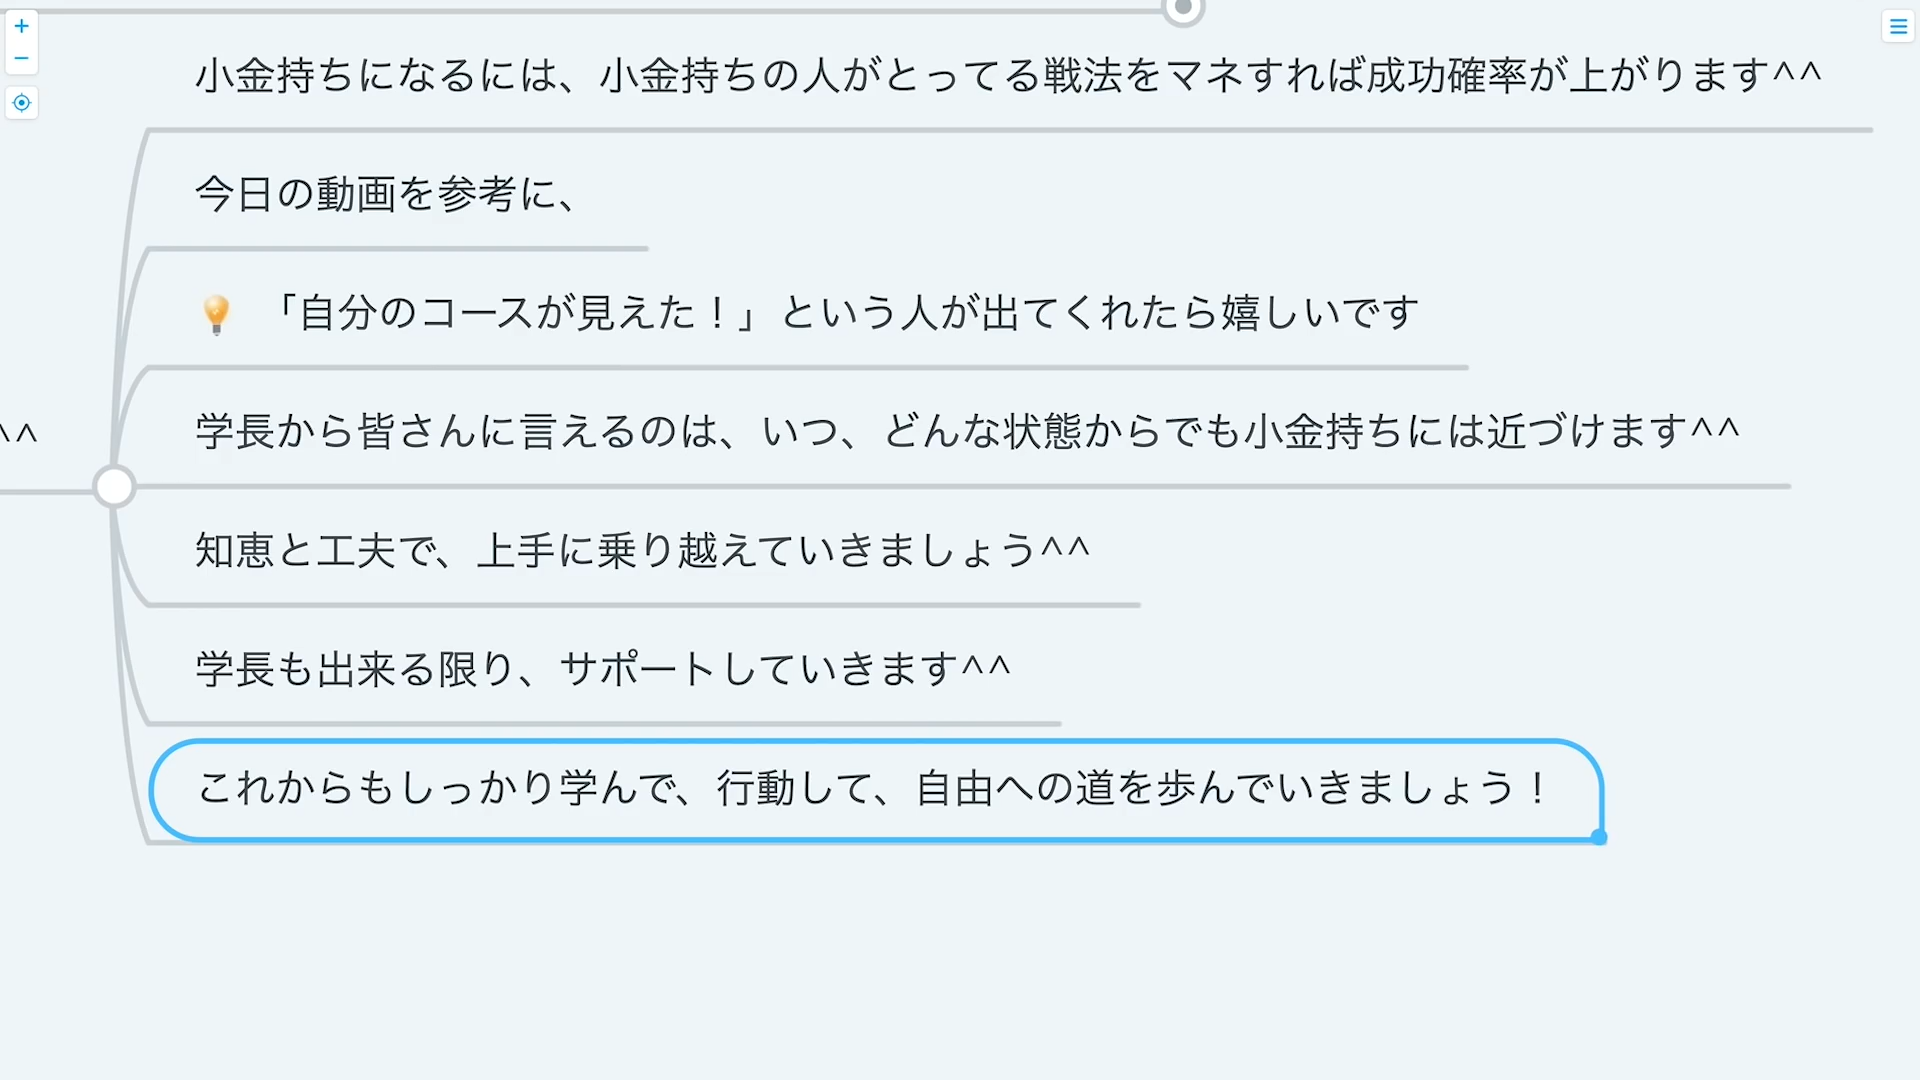 小金持ちになるには、小金持ちの人がとってる戦法をマネすれば成功確率が上がります^^
今日の動画を参考に、
💡「自分のコースが見えた！」という人が出てくれたら嬉しいです
^^
学長から皆さんに言えるのは、いつ、どんな状態からでも小金持ちには近づけます^^
知恵と工夫で、上手に乗り越えていきましょう^^
学長も出来る限り、サポートしていきます^^
これからもしっかり学んで、行動して、自由への道を歩んでいきましょう！